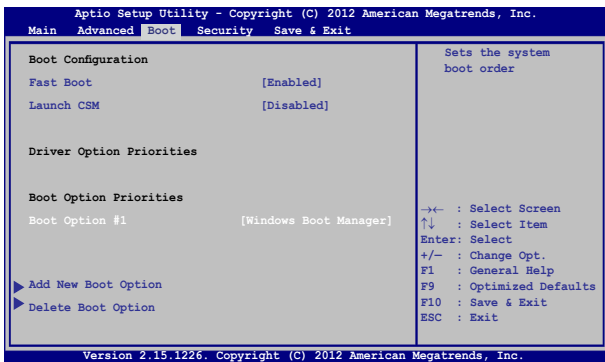 Aptio Setup Utility - Copyright (C) 2012 American Megatrends, Inc.
Main Advanced Boot Security Save & Exit
Boot Configuration
Fast Boot [Enabled]
Launch CSM [Disabled]
Driver Option Priorities
Boot Option Priorities
Boot Option #1 [Windows Boot Manager]
Add New Boot Option
Delete Boot Option
Sets the system
boot order
→← : Select Screen
↑↓ : Select Item
Enter: Select
+/− : Change Opt.
F1 : General Help
F9 : Optimized Defaults
F10 : Save & Exit
ESC : Exit
Version 2.15.1226. Copyright (C) 2012 American Megatrends, Inc.